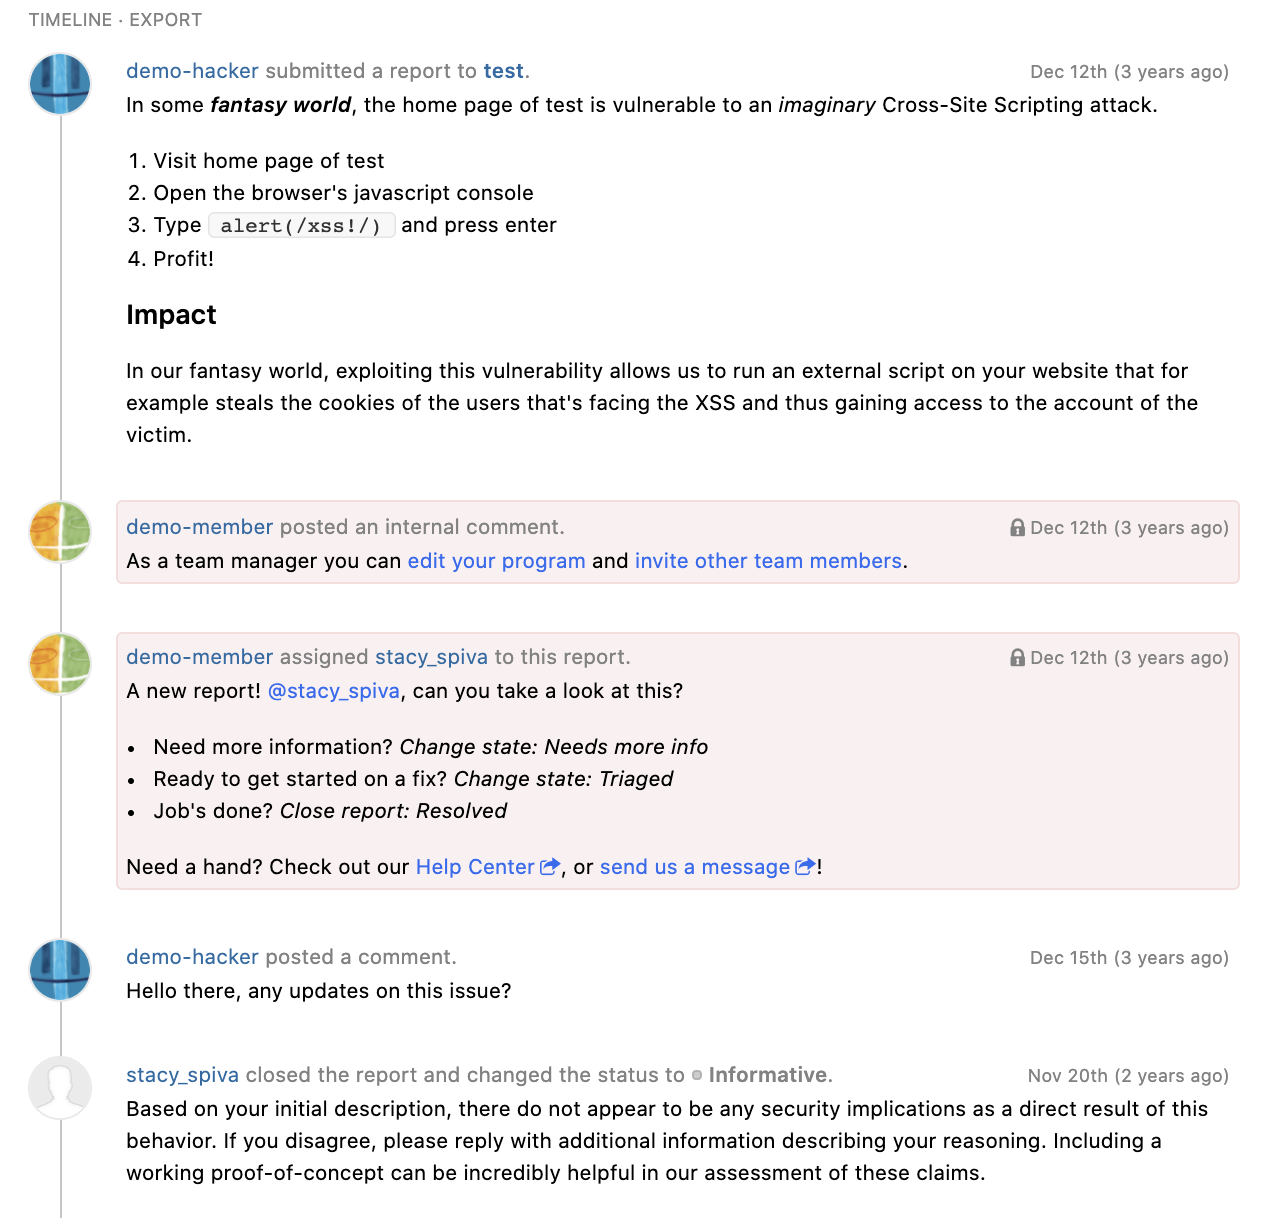 TIMELINE · EXPORT
demo-hacker submitted a report to test. Dec 12th (3 years ago)
In some fantasy world, the home page of test is vulnerable to an imaginary Cross-Site Scripting attack.
1. Visit home page of test
2. Open the browser's javascript console
3. Type alert(/xss!/) and press enter
4. Profit!
Impact
In our fantasy world, exploiting this vulnerability allows us to run an external script on your website that for
example steals the cookies of the users that's facing the XSS and thus gaining access to the account of the
victim.
demo-member posted an internal comment. Dec 12th (3 years ago)
As a team manager you can edit your program and invite other team members.
demo-member assigned stacy_spiva to this report. Dec 12th (3 years ago)
A new report! @stacy_spiva, can you take a look at this?
• Need more information? Change state: Needs more info
• Ready to get started on a fix? Change state: Triaged
• Job's done? Close report: Resolved
Need a hand? Check out our Help Center, or send us a message!
demo-hacker posted a comment. Dec 15th (3 years ago)
Hello there, any updates on this issue?
stacy_spiva closed the report and changed the status to Informative. Nov 20th (2 years ago)
Based on your initial description, there do not appear to be any security implications as a direct result of this
behavior. If you disagree, please reply with additional information describing your reasoning. Including a
working proof-of-concept can be incredibly helpful in our assessment of these claims.